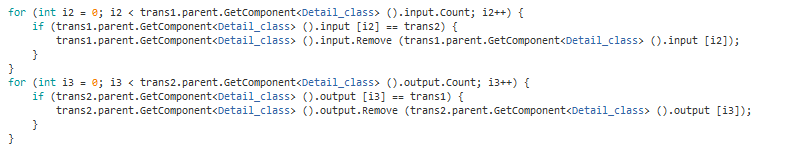 for (int i2 = 0; i2 < trans1.parent.GetComponent<Detail_class> ().input.Count; i2++) {
    if (trans1.parent.GetComponent<Detail_class> ().input [i2] == trans2) {
        trans1.parent.GetComponent<Detail_class> ().input.Remove (trans1.parent.GetComponent<Detail_class> ().input [i2]);
    }
}
for (int i3 = 0; i3 < trans2.parent.GetComponent<Detail_class> ().output.Count; i3++) {
    if (trans2.parent.GetComponent<Detail_class> ().output [i3] == trans1) {
        trans2.parent.GetComponent<Detail_class> ().output.Remove (trans2.parent.GetComponent<Detail_class> ().output [i3]);
    }
}